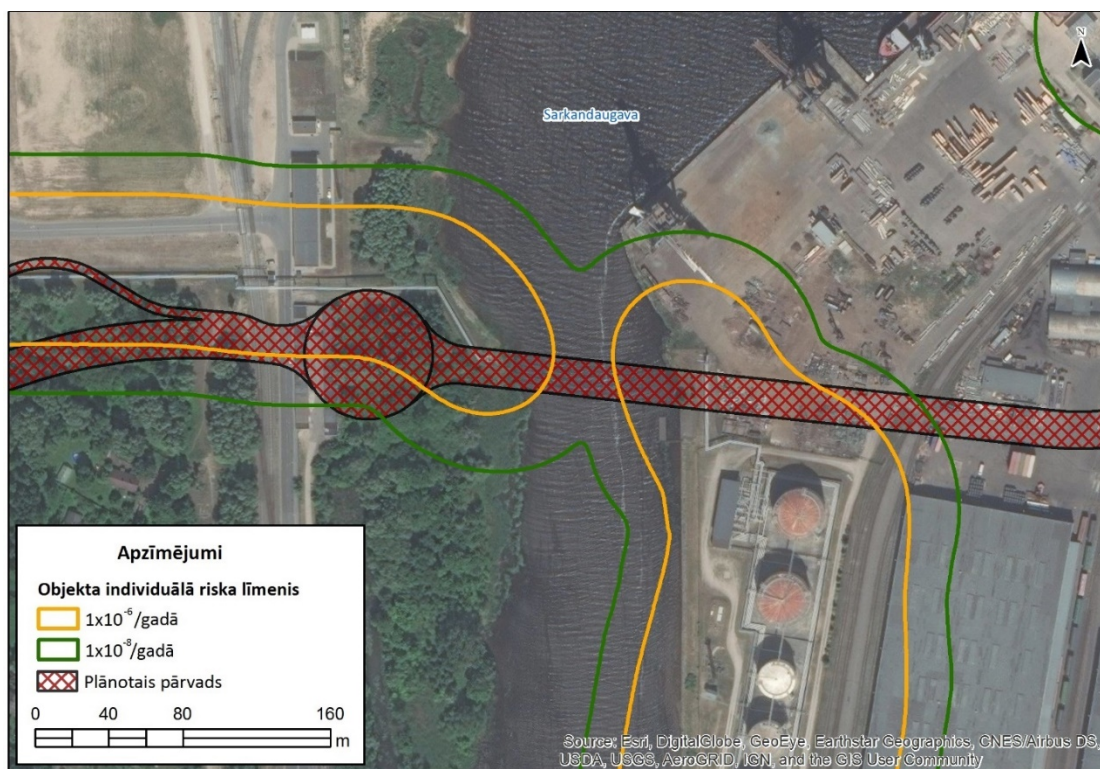 N
Sarkandaugava
Apzīmējumi
Objekta individuālā riska līmenis
1x10⁻⁶/gadā
1x10⁻⁸/gadā
Plānotais pārvads
0 40 80 160
m
Source: Esri, DigitalGlobe, GeoEye, Earthstar Geographics, CNES/Airbus DS,
USDA, USGS, AeroGRID, IGN, and the GIS User Community